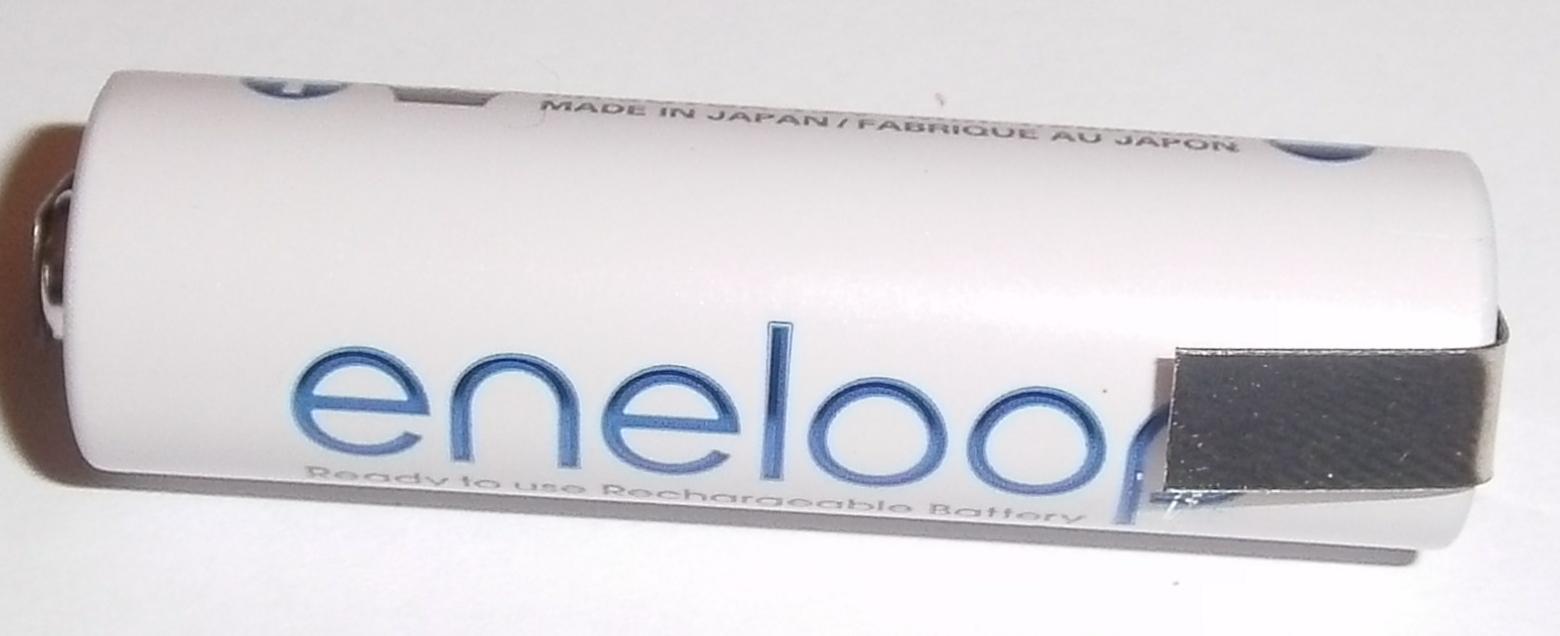 MADE IN JAPAN / FABRIQUE AU JAPON
eneloop
Ready to use Rechargeable Battery